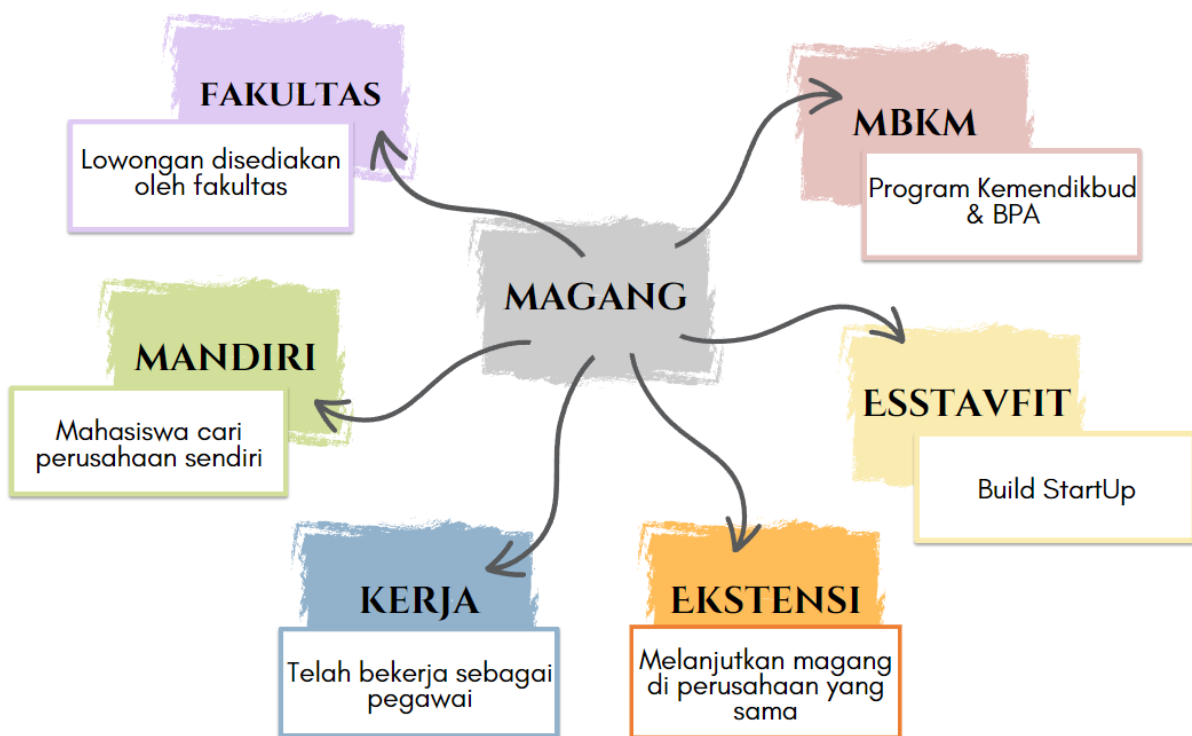 FAKULTAS
Lowongan disediakan
oleh fakultas
MBKM
Program Kemendikbud
& BPA
MAGANG
MANDIRI
Mahasiswa cari
perusahaan sendiri
ESSTAVFIT
Build StartUp
KERJA
Telah bekerja sebagai
pegawai
EKSTENSI
Melanjutkan magang
di perusahaan yang
sama